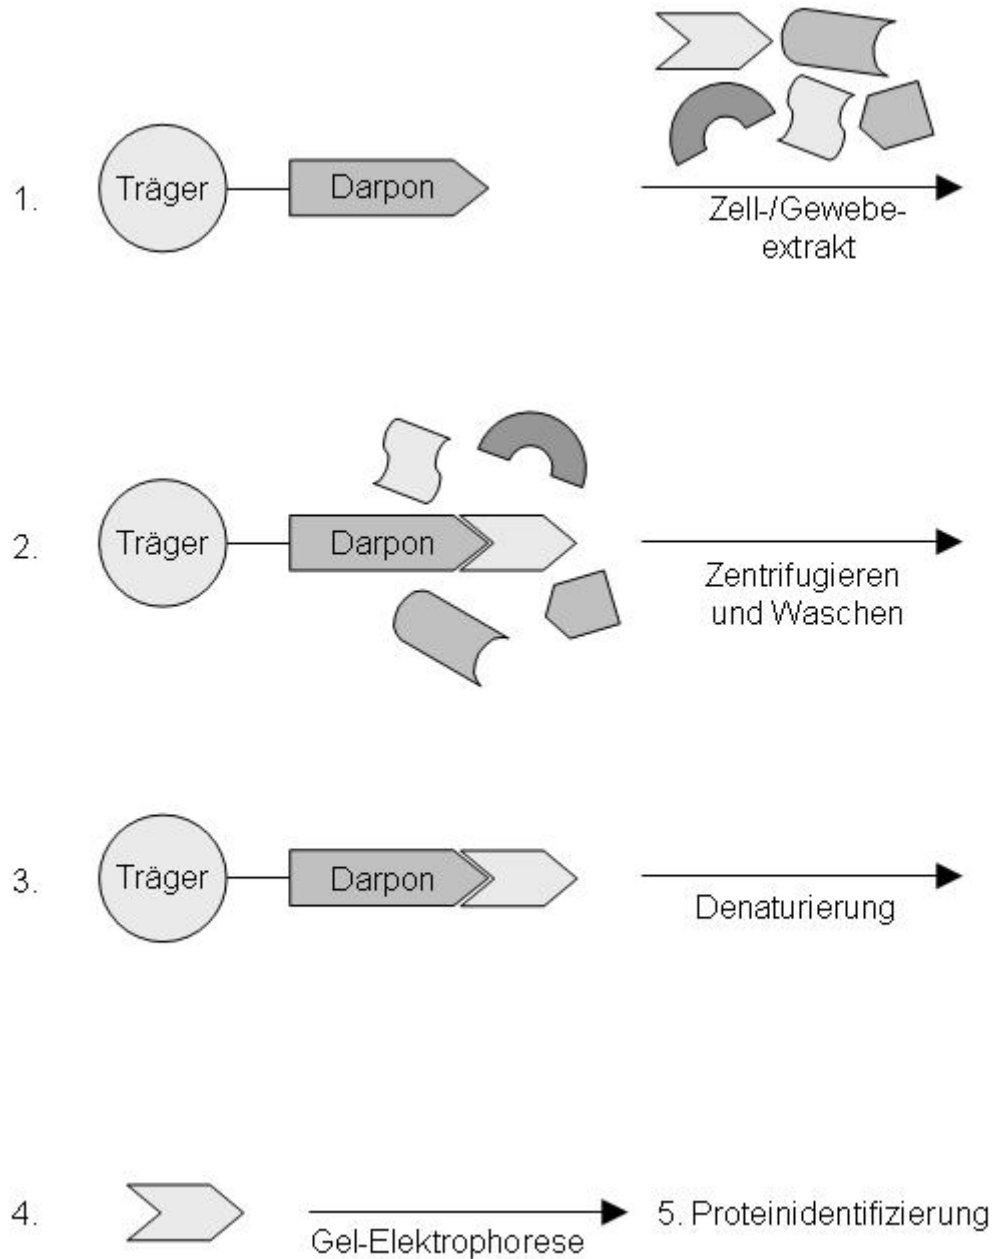 1.
Träger
Darpon
Zell-/Gewebe-
extrakt
2.
Träger
Darpon
Zentrifugieren
und Waschen
3.
Träger
Darpon
Denaturierung
4.
Gel-Elektrophorese
5. Proteinidentifizierung